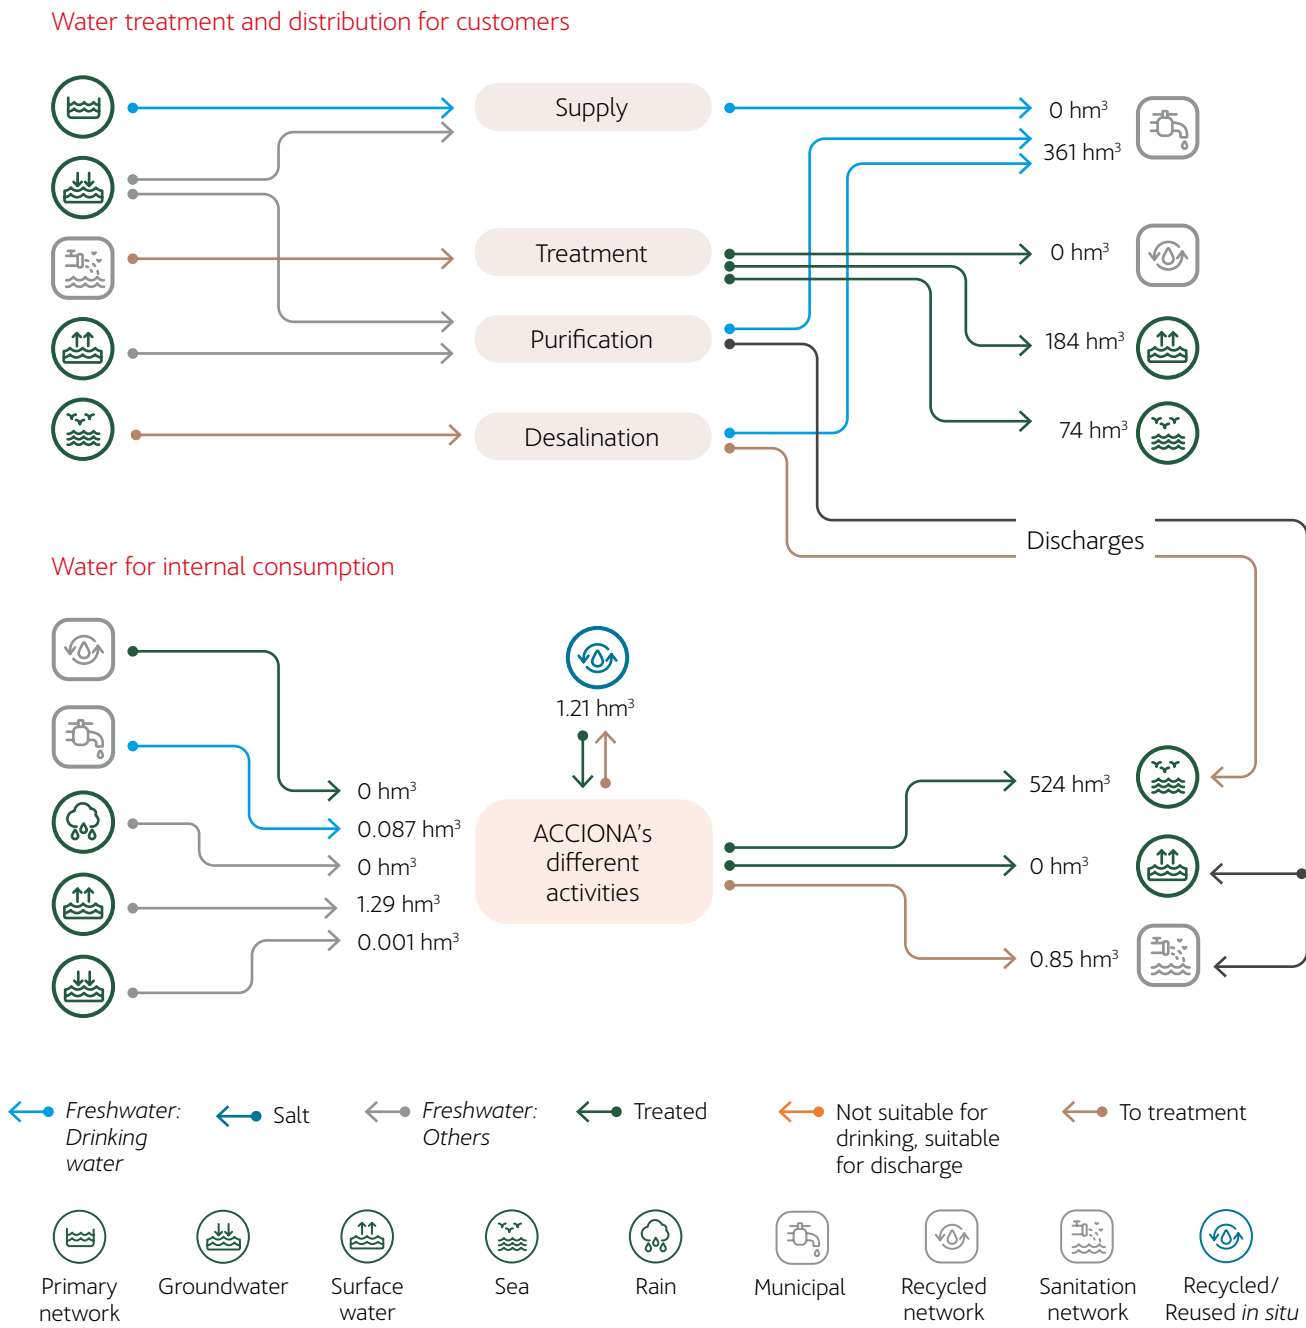 Water treatment and distribution for customers
Supply
0 hm³
361 hm³
Treatment
0 hm³
Purification
184 hm³
Desalination
74 hm³
Discharges
Water for internal consumption
1.21 hm³
0 hm³
0.087 hm³
0 hm³
1.29 hm³
0.001 hm³
ACCIONA’s
different
activities
524 hm³
0 hm³
0.85 hm³
Freshwater:
Drinking
water
Salt
Freshwater:
Others
Treated
Not suitable for
drinking, suitable
for discharge
To treatment
Primary
network
Groundwater
Surface
water
Sea
Rain
Municipal
Recycled
network
Sanitation
network
Recycled/
Reused in situ